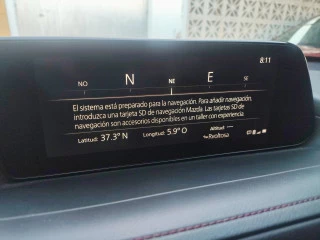 8:11
NO N NE E SE
El sistema está preparado para la navegación. Para añadir navegación,
introduzca una tarjeta SD de navegación Mazda. Las tarjetas SD de
navegación son accesorios disponibles en un taller con experiencia.
Latitud: 37.3° N Longitud: 5.9° O Altitud: ----